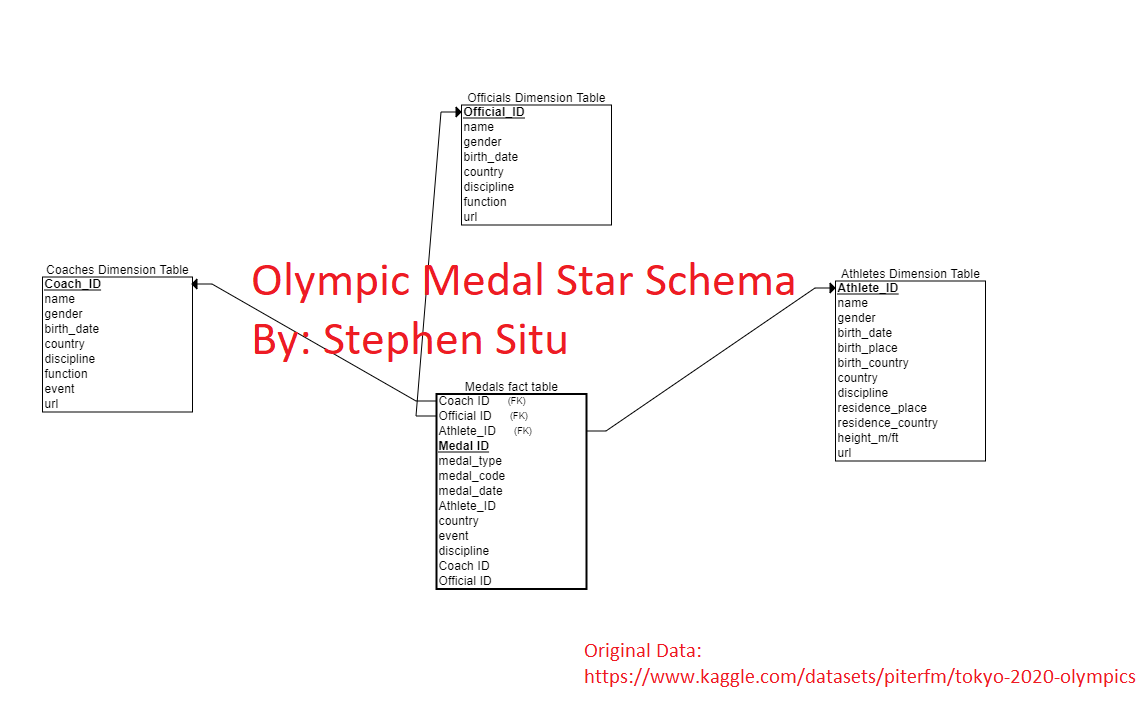 Officials Dimension Table
Official_ID
name
gender
birth_date
country
discipline
function
url
Coaches Dimension Table
Coach_ID
name
gender
birth_date
country
discipline
function
event
url
Olympic Medal Star Schema
By: Stephen Situ
Athletes Dimension Table
Athlete_ID
name
gender
birth_date
birth_place
birth_country
country
discipline
residence_place
residence_country
height_m/ft
url
Medals fact table
Coach ID (FK)
Official ID (FK)
Athlete_ID (FK)
Medal ID
medal_type
medal_code
medal_date
Athlete_ID
country
event
discipline
Coach ID
Official ID
Original Data:
https://www.kaggle.com/datasets/piterfm/tokyo-2020-olympics